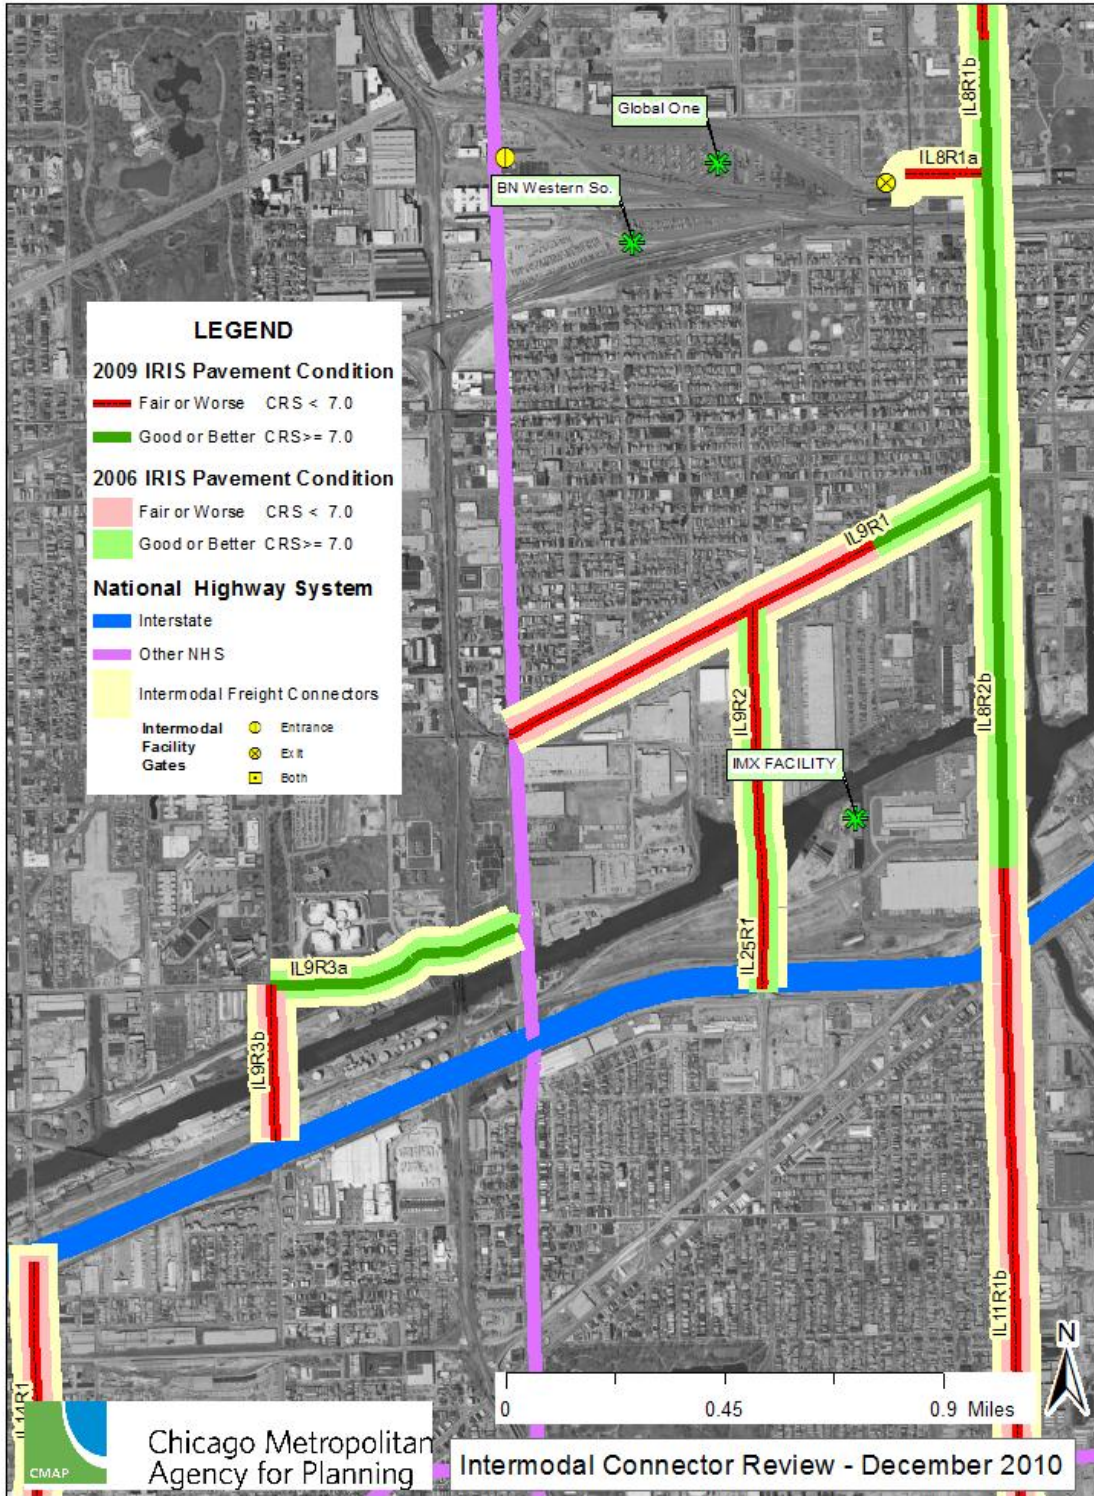 Global One
IL8R1b
IL8R1a
BN Western So.
LEGEND
2009 IRIS Pavement Condition
Fair or Worse CRS < 7.0
Good or Better CRS>= 7.0
2006 IRIS Pavement Condition
Fair or Worse CRS < 7.0
Good or Better CRS>= 7.0
National Highway System
Interstate
Other NHS
Intermodal Freight Connectors
Intermodal Facility Gates
Entrance
Exit
Both
IL9R1
IL9R2
IL8R2b
IMX FACILITY
IL25R1
IL9R3a
IL9R3b
IL11R1b
IL14R1
N
0 0.45 0.9 Miles
CMAP
Chicago Metropolitan
Agency for Planning
Intermodal Connector Review - December 2010